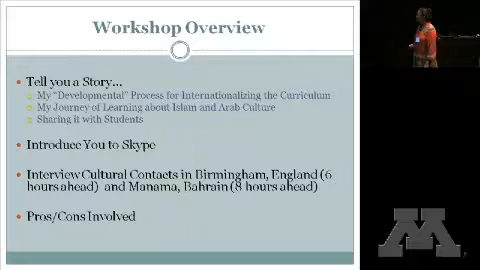 Workshop Overview
Tell you a Story...
My "Developmental" Process for Internationalizing the Curriculum
My Journey of Learning about Islam and Arab Culture
Sharing it with Students
Introduce You to Skype
Interview Cultural Contacts in Birmingham, England (6
hours ahead) and Manama, Bahrain (8 hours ahead)
Pros/Cons Involved
M